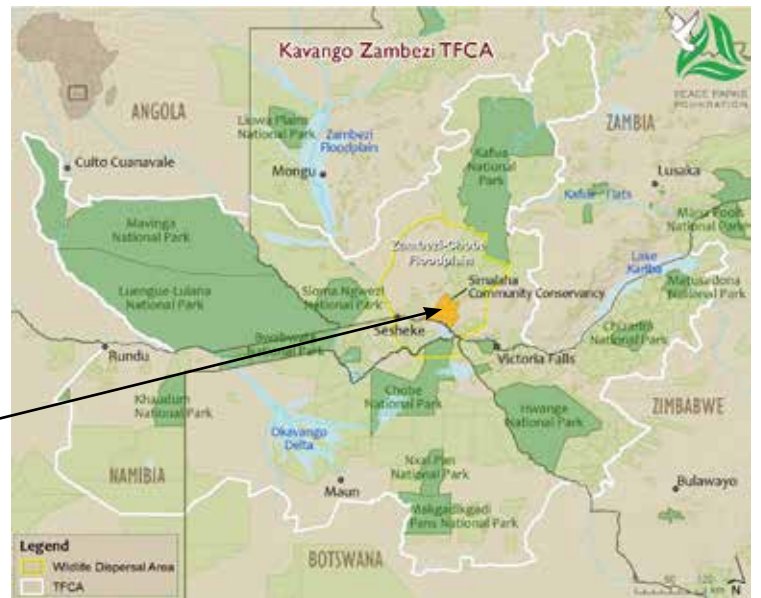 Kavango Zambezi TFCA
PEACE PARKS
FOUNDATION
ANGOLA
Liuwa Plains
National Park
Zambezi
Floodplain
ZAMBIA
Cuito Cuanavale
Mongu
Kafue
National
Park
Lusaka
Kafue Flats
Mana Pools
National Park
Mavinga
National Park
Zambezi-Chobe
Floodplain
Lake
Kariba
Matusadona
National Park
Luengue-Luiana
National Park
Sioma Ngwezi
National Park
Simalaha
Community Conservancy
Sesheke
Chizarira
National Park
Bwabwata
National Park
Rundu
Victoria Falls
Khaudum
National Park
Chobe
National Park
Hwange
National Park
ZIMBABWE
Okavango
Delta
NAMIBIA
Nxai Pan
National Park
Maun
Bulawayo
Makgadikgadi
Pans National Park
Legend
Wildlife Dispersal Area
TFCA
BOTSWANA
km
N